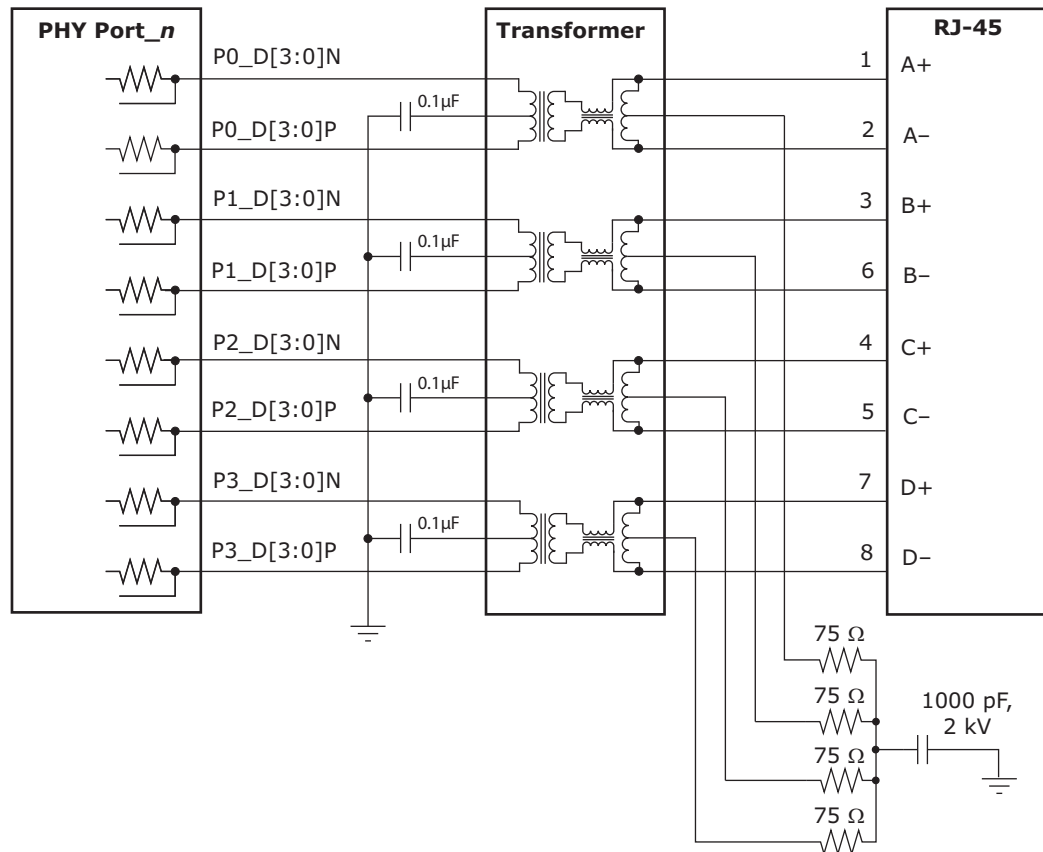 PHY Port_n
Transformer
RJ-45
P0_D[3:0]N
1
A+
0.1µF
P0_D[3:0]P
2
A−
P1_D[3:0]N
3
B+
0.1µF
P1_D[3:0]P
6
B−
P2_D[3:0]N
4
C+
0.1µF
P2_D[3:0]P
5
C−
P3_D[3:0]N
7
D+
0.1µF
P3_D[3:0]P
8
D−
75 Ω
75 Ω
1000 pF,
2 kV
75 Ω
75 Ω